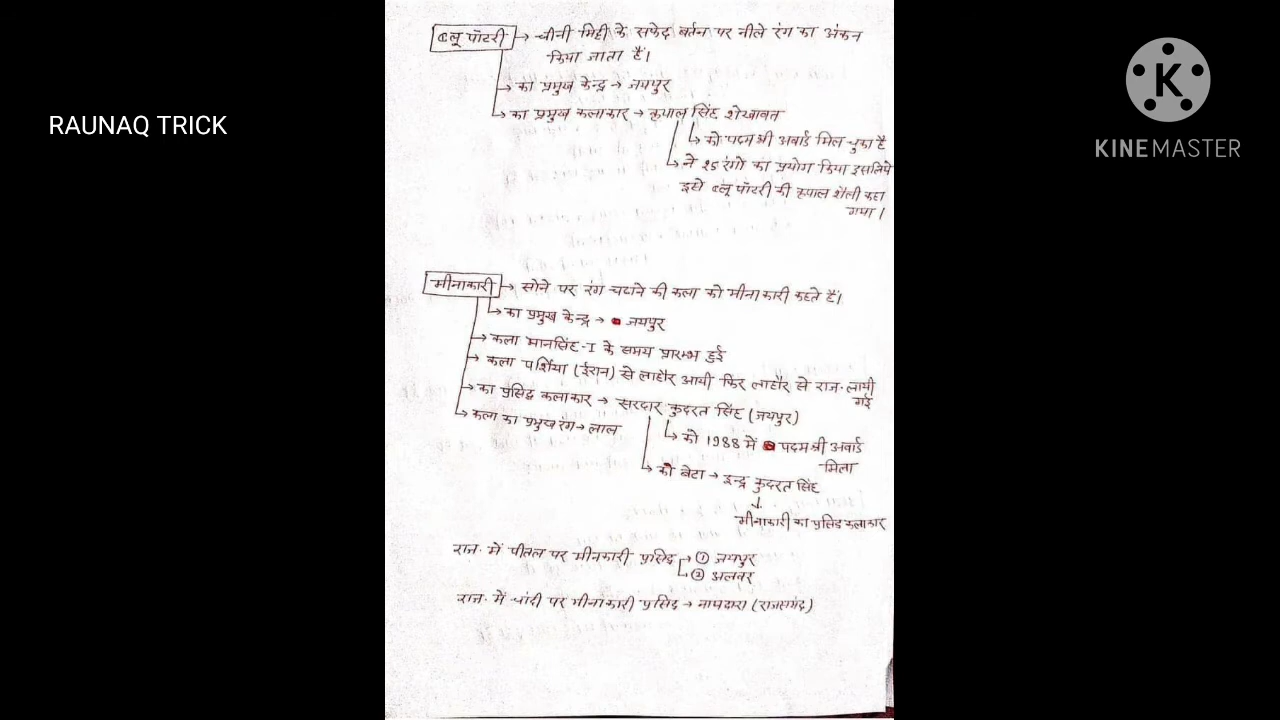 RAUNAQ TRICK
KINEMASTER
ब्लू पॉटरी → चीनी मिट्टी के सफेद बर्तन पर नीले रंग का अंकन
किया जाता है।
→ का प्रमुख केन्द्र → जयपुर
→ का प्रमुख कलाकार → कृपाल सिंह शेखावत
→ को पदमश्री अवार्ड मिल चुका है
→ ने 25 रंगों का प्रयोग किया इसलिये
इसे ब्लू पॉटरी की कृपाल शैली कहा
गया।
मीनाकारी → सोने पर रंग चढाने की कला को मीनाकारी कहते हैं।
→ का प्रमुख केन्द्र → जयपुर
→ कला मानसिंह-I के समय प्रारम्भ हुई
→ कला पर्शिया (ईरान) से लाहौर आयी फिर लाहौर से राज. लायी
गई
→ का प्रसिद्ध कलाकार → सरदार कुदरत सिंह (जयपुर)
→ कला का प्रमुख रंग → लाल
→ को 1988 में पदमश्री अवार्ड
मिला
→ को बेटा → इन्द्र कुदरत सिंह
↓
मीनाकारी का प्रसिद्ध कलाकार
राज. में पीतल पर मीनकारी प्रसिद्ध → ① जयपुर
→ ② अलवर
राज. में चांदी पर मीनाकारी प्रसिद्ध → नाथद्वारा (राजसमंद)